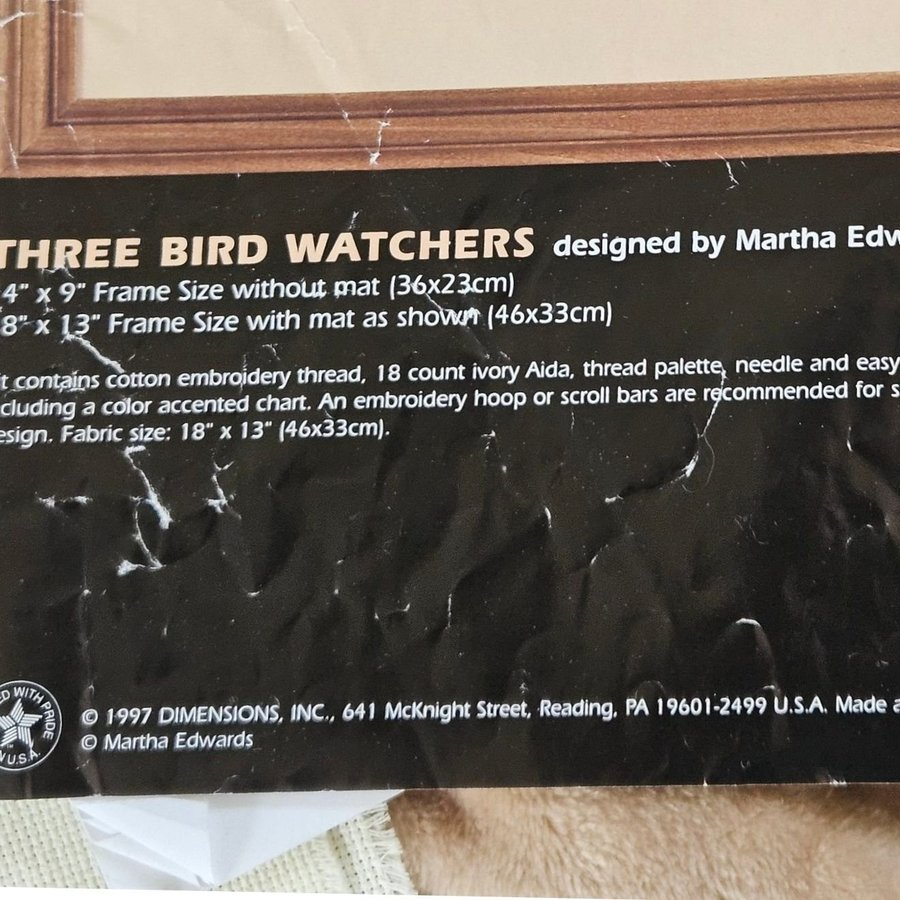 THREE BIRD WATCHERS designed by Martha Edw
4" x 9" Frame Size without mat (36x23cm)
8" x 13" Frame Size with mat as shown (46x33cm)
t contains cotton embroidery thread, 18 count ivory Aida, thread palette, needle and easy
cluding a color accented chart. An embroidery hoop or scroll bars are recommended for s
esign. Fabric size: 18" x 13" (46x33cm).
ED WITH PRIDE
N U.S.A.
© 1997 DIMENSIONS, INC., 641 McKnight Street, Reading, PA 19601-2499 U.S.A. Made a
© Martha Edwards